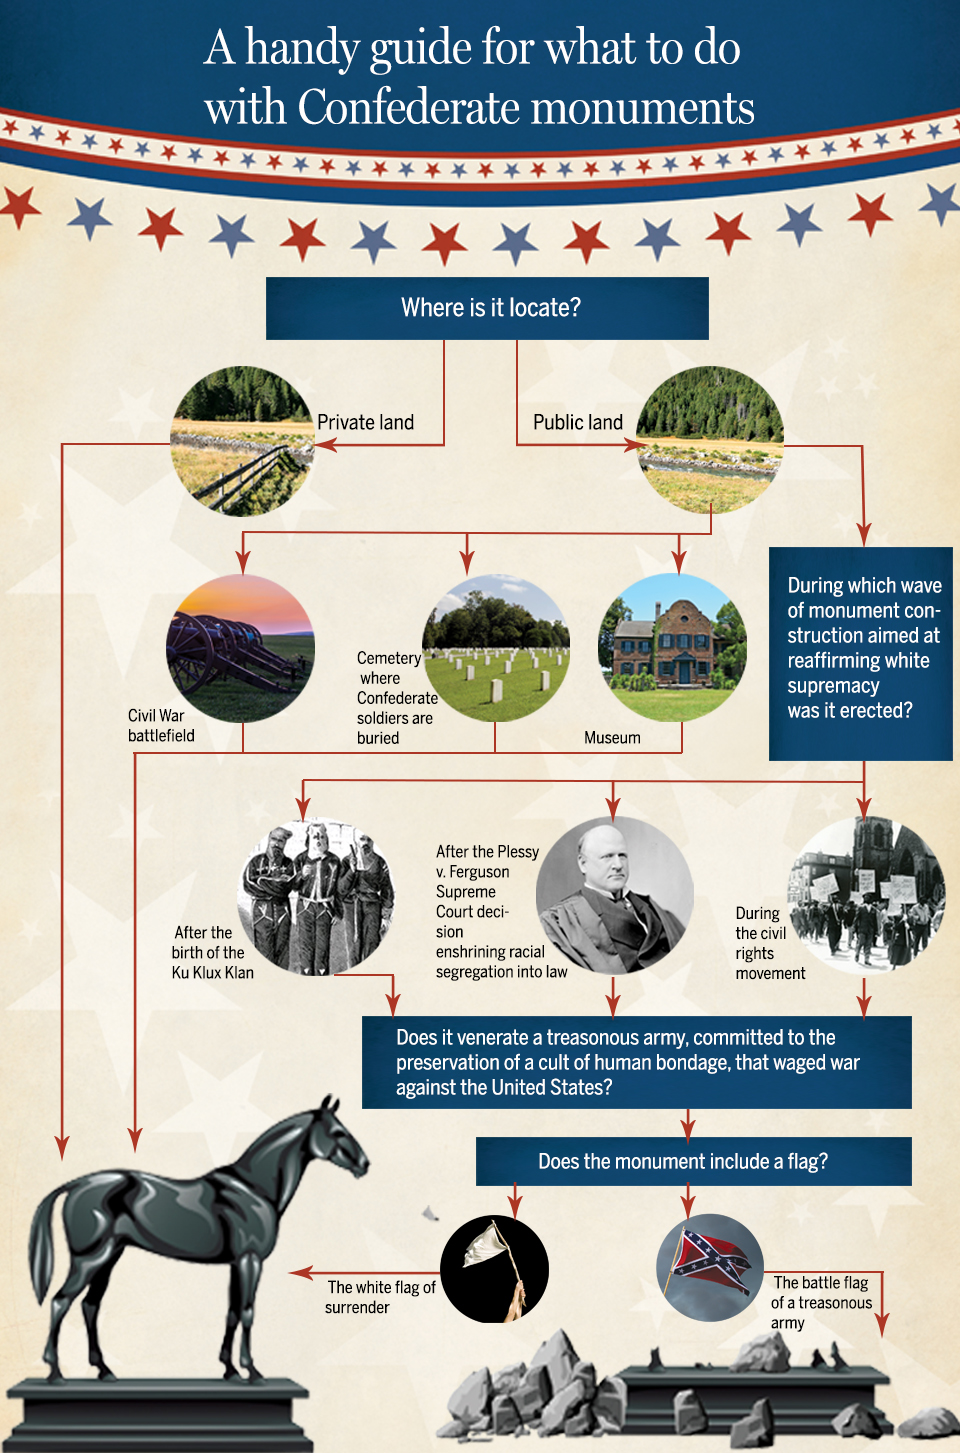 A handy guide for what to do
with Confederate monuments
Where is it locate?
Private land
Public land
During which wave
of monument con-
struction aimed at
reaffirming white
supremacy
was it erected?
Civil War
battlefield
Cemetery
where
Confederate
soldiers are
buried
Museum
After the
birth of the
Ku Klux Klan
After the Plessy
v. Ferguson
Supreme
Court deci-
sion
enshrining racial
segregation into law
During
the civil
rights
movement
Does it venerate a treasonous army, committed to the
preservation of a cult of human bondage, that waged war
against the United States?
Does the monument include a flag?
The white flag of
surrender
The battle flag
of a treasonous
army